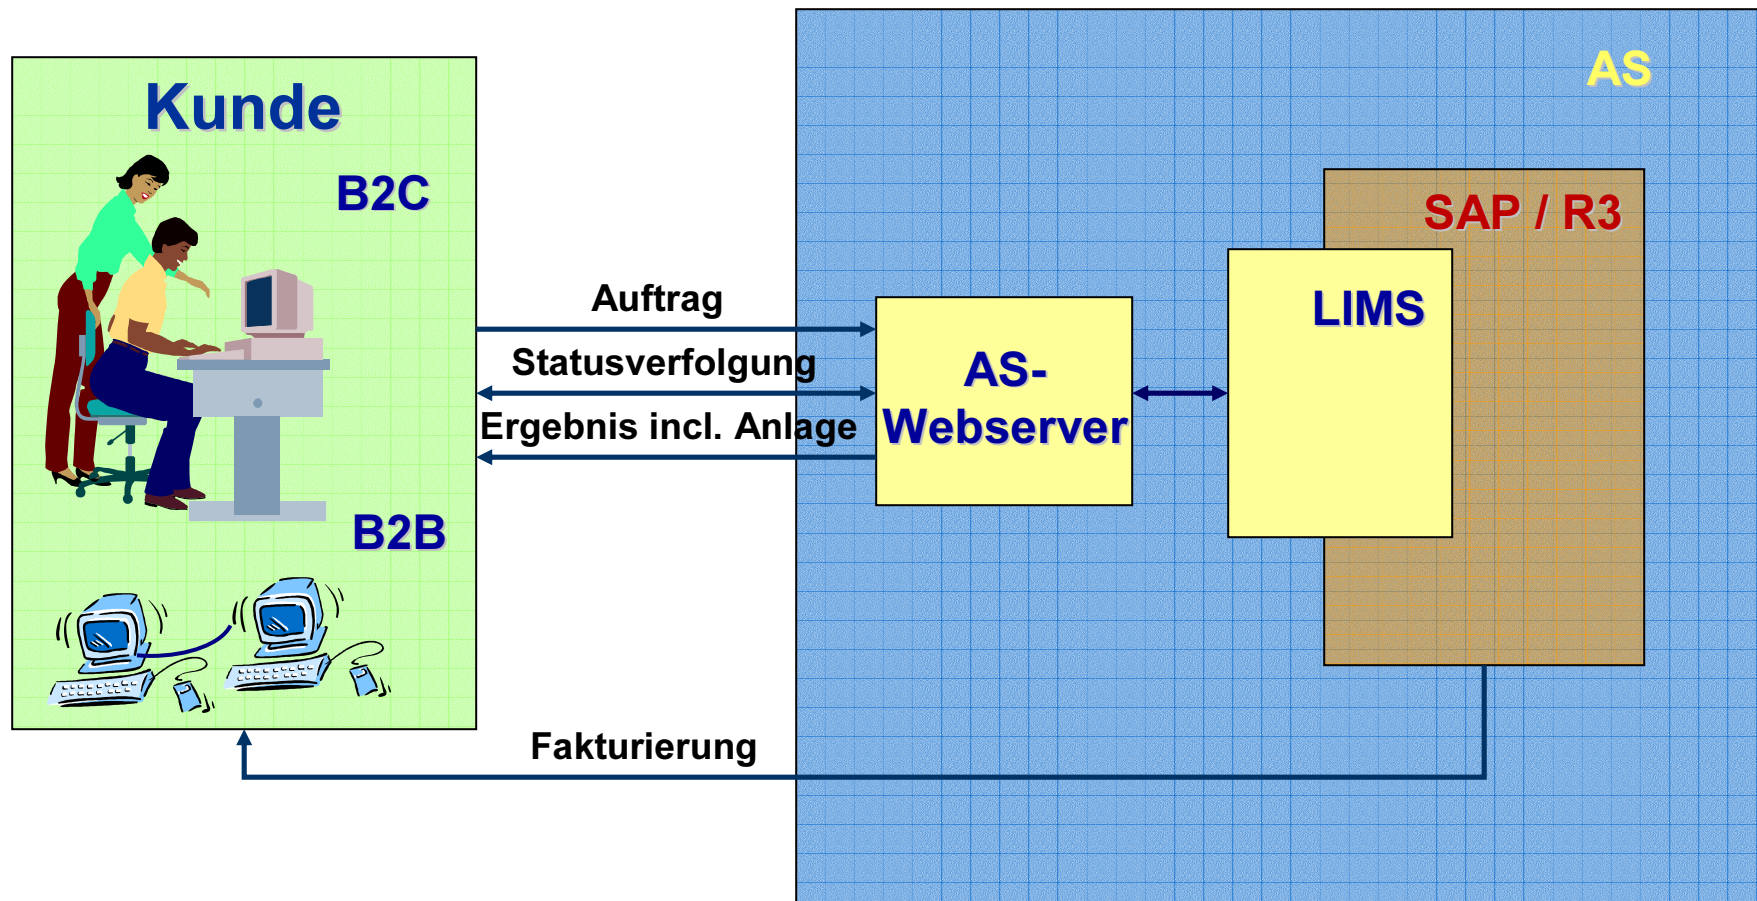 Kunde
B2C
B2B
Auftrag
Statusverfolgung
Ergebnis incl. Anlage
Fakturierung
AS
SAP / R3
LIMS
AS-
Webserver